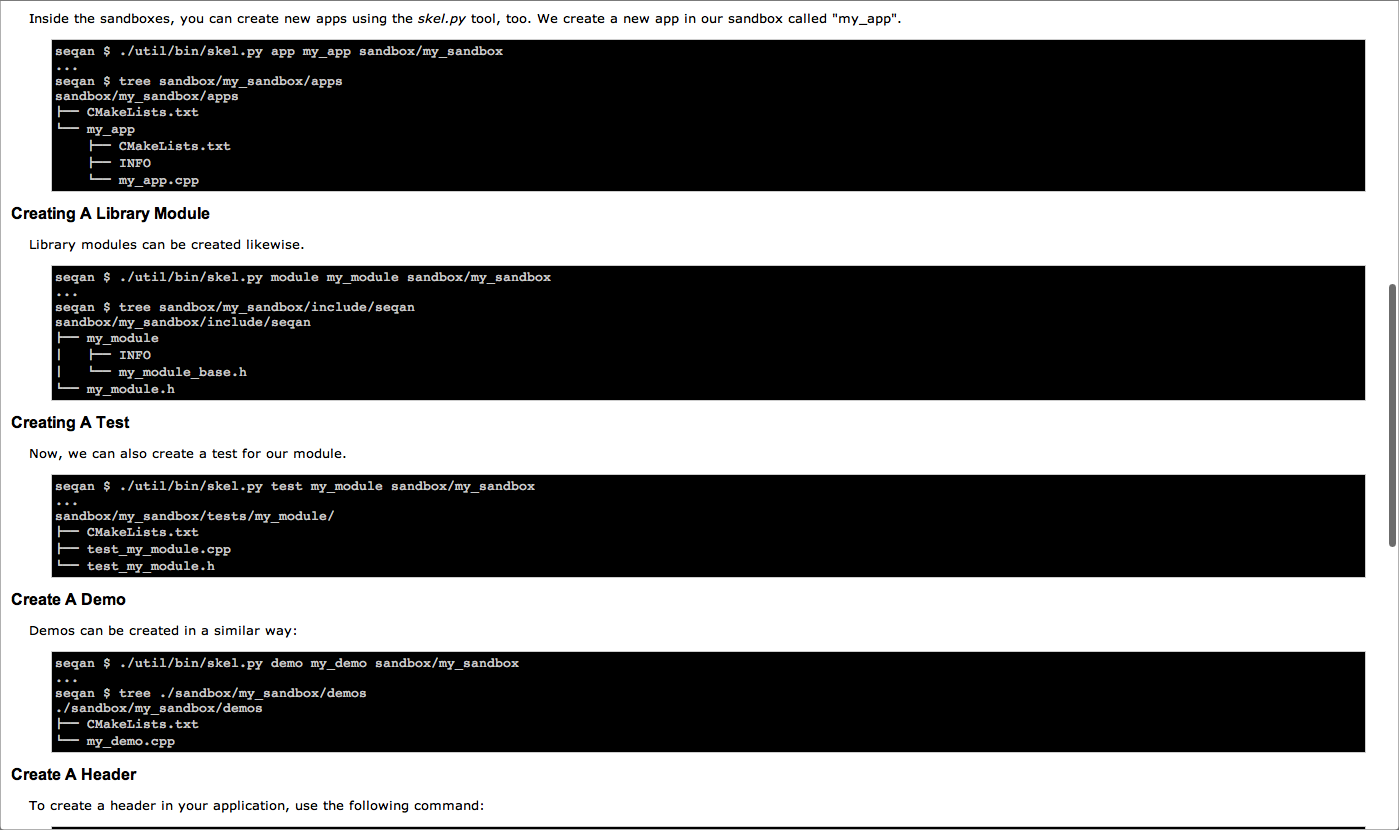 Inside the sandboxes, you can create new apps using the skel.py tool, too. We create a new app in our sandbox called "my_app".
seqan $ ./util/bin/skel.py app my_app sandbox/my_sandbox
...
seqan $ tree sandbox/my_sandbox/apps
sandbox/my_sandbox/apps
├── CMakeLists.txt
└── my_app
    ├── CMakeLists.txt
    ├── INFO
    └── my_app.cpp
Creating A Library Module
Library modules can be created likewise.
seqan $ ./util/bin/skel.py module my_module sandbox/my_sandbox
...
seqan $ tree sandbox/my_sandbox/include/seqan
sandbox/my_sandbox/include/seqan
├── my_module
│   ├── INFO
│   └── my_module_base.h
└── my_module.h
Creating A Test
Now, we can also create a test for our module.
seqan $ ./util/bin/skel.py test my_module sandbox/my_sandbox
...
sandbox/my_sandbox/tests/my_module/
├── CMakeLists.txt
├── test_my_module.cpp
└── test_my_module.h
Create A Demo
Demos can be created in a similar way:
seqan $ ./util/bin/skel.py demo my_demo sandbox/my_sandbox
...
seqan $ tree ./sandbox/my_sandbox/demos
./sandbox/my_sandbox/demos
├── CMakeLists.txt
└── my_demo.cpp
Create A Header
To create a header in your application, use the following command: